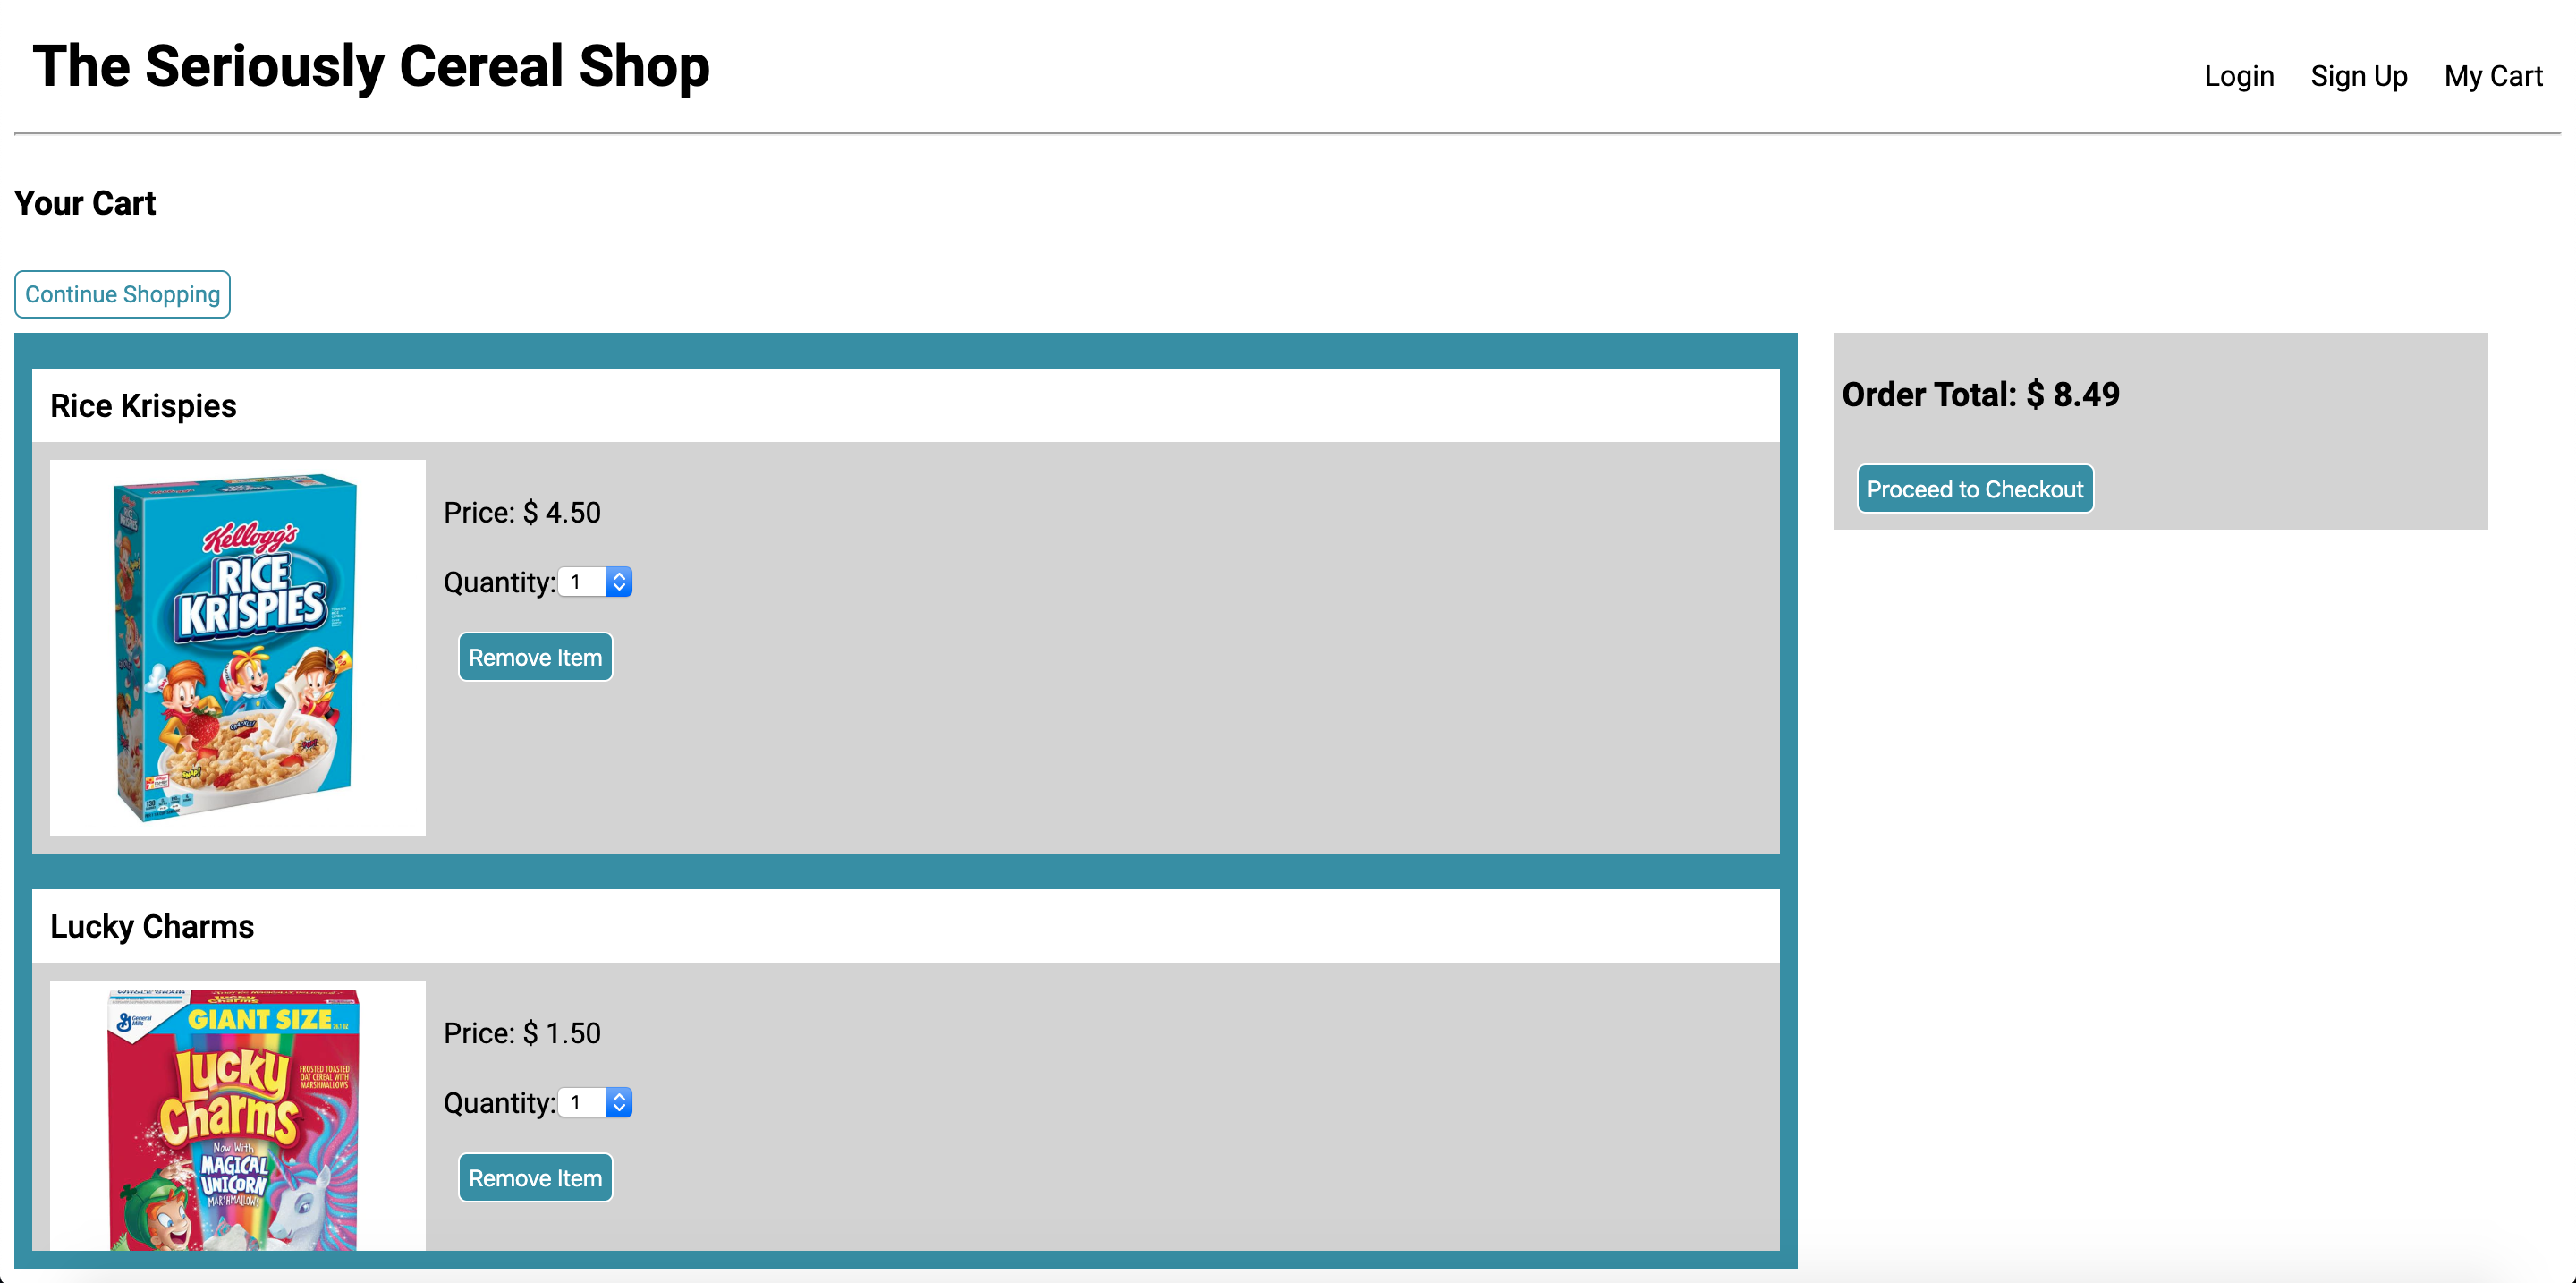 The Seriously Cereal Shop
Login Sign Up My Cart
Your Cart
Continue Shopping
Rice Krispies
Kellogg's
RICE
KRISPIES
Price: $ 4.50
Quantity: 1
Remove Item
Order Total: $ 8.49
Proceed to Checkout
Lucky Charms
General
Mills
GIANT SIZE
Lucky
Charms
FROSTED TOASTED
OAT CEREAL WITH
MARSHMALLOWS
Now With
MAGICAL
UNICORN
MARSHMALLOWS
Price: $ 1.50
Quantity: 1
Remove Item